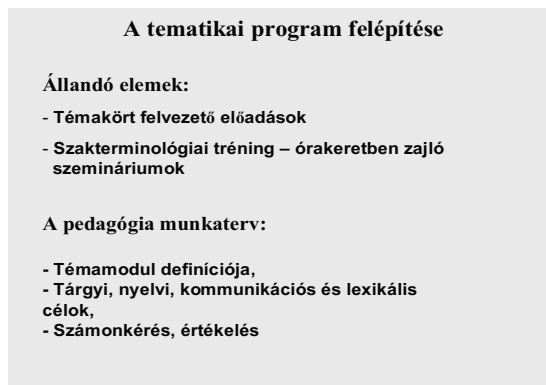 A tematikai program felépítése
Állandó elemek:
- Témakört felvezető előadások
- Szakterminológiai tréning – órakeretben zajló
szemináriumok
A pedagógia munkaterv:
- Témamodul definíciója,
- Tárgyi, nyelvi, kommunikációs és lexikális
célok,
- Számonkérés, értékelés